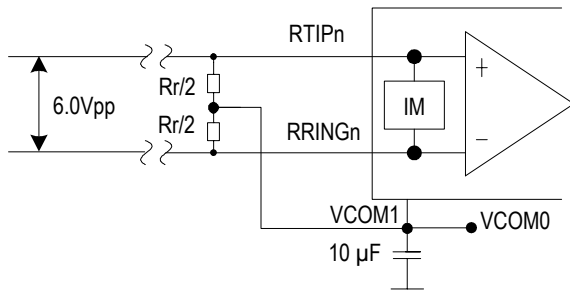 RTIPn
+
Rr/2
6.0Vpp
IM
Rr/2
RRINGn
−
VCOM1
VCOM0
10 µF